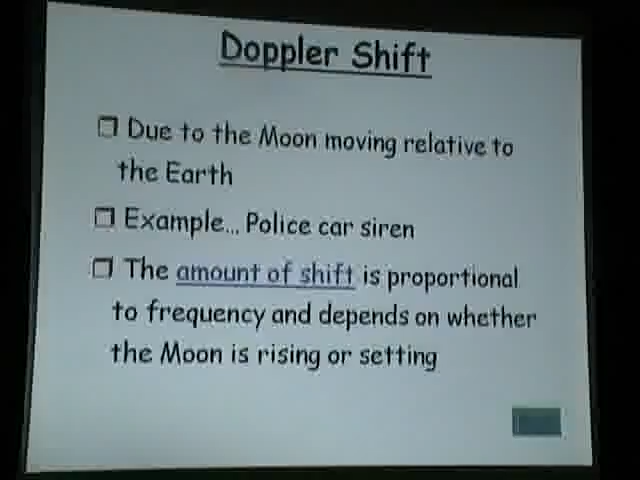 Doppler Shift
Due to the Moon moving relative to
the Earth
Example... Police car siren
The amount of shift is proportional
to frequency and depends on whether
the Moon is rising or setting